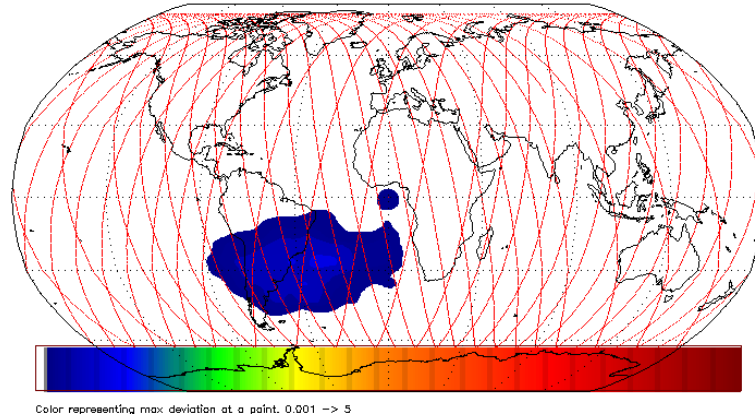 Color representing max deviation at a point. 0.001 -> 5